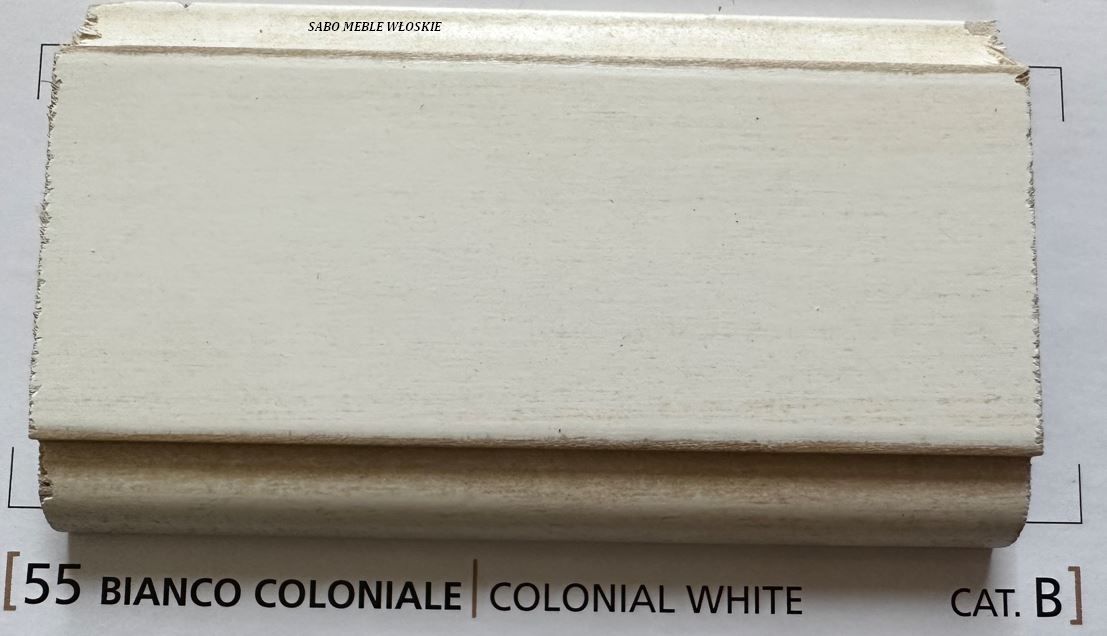 SABO MEBLE WŁOSKIE
[55 BIANCO COLONIALE | COLONIAL WHITE CAT. B]